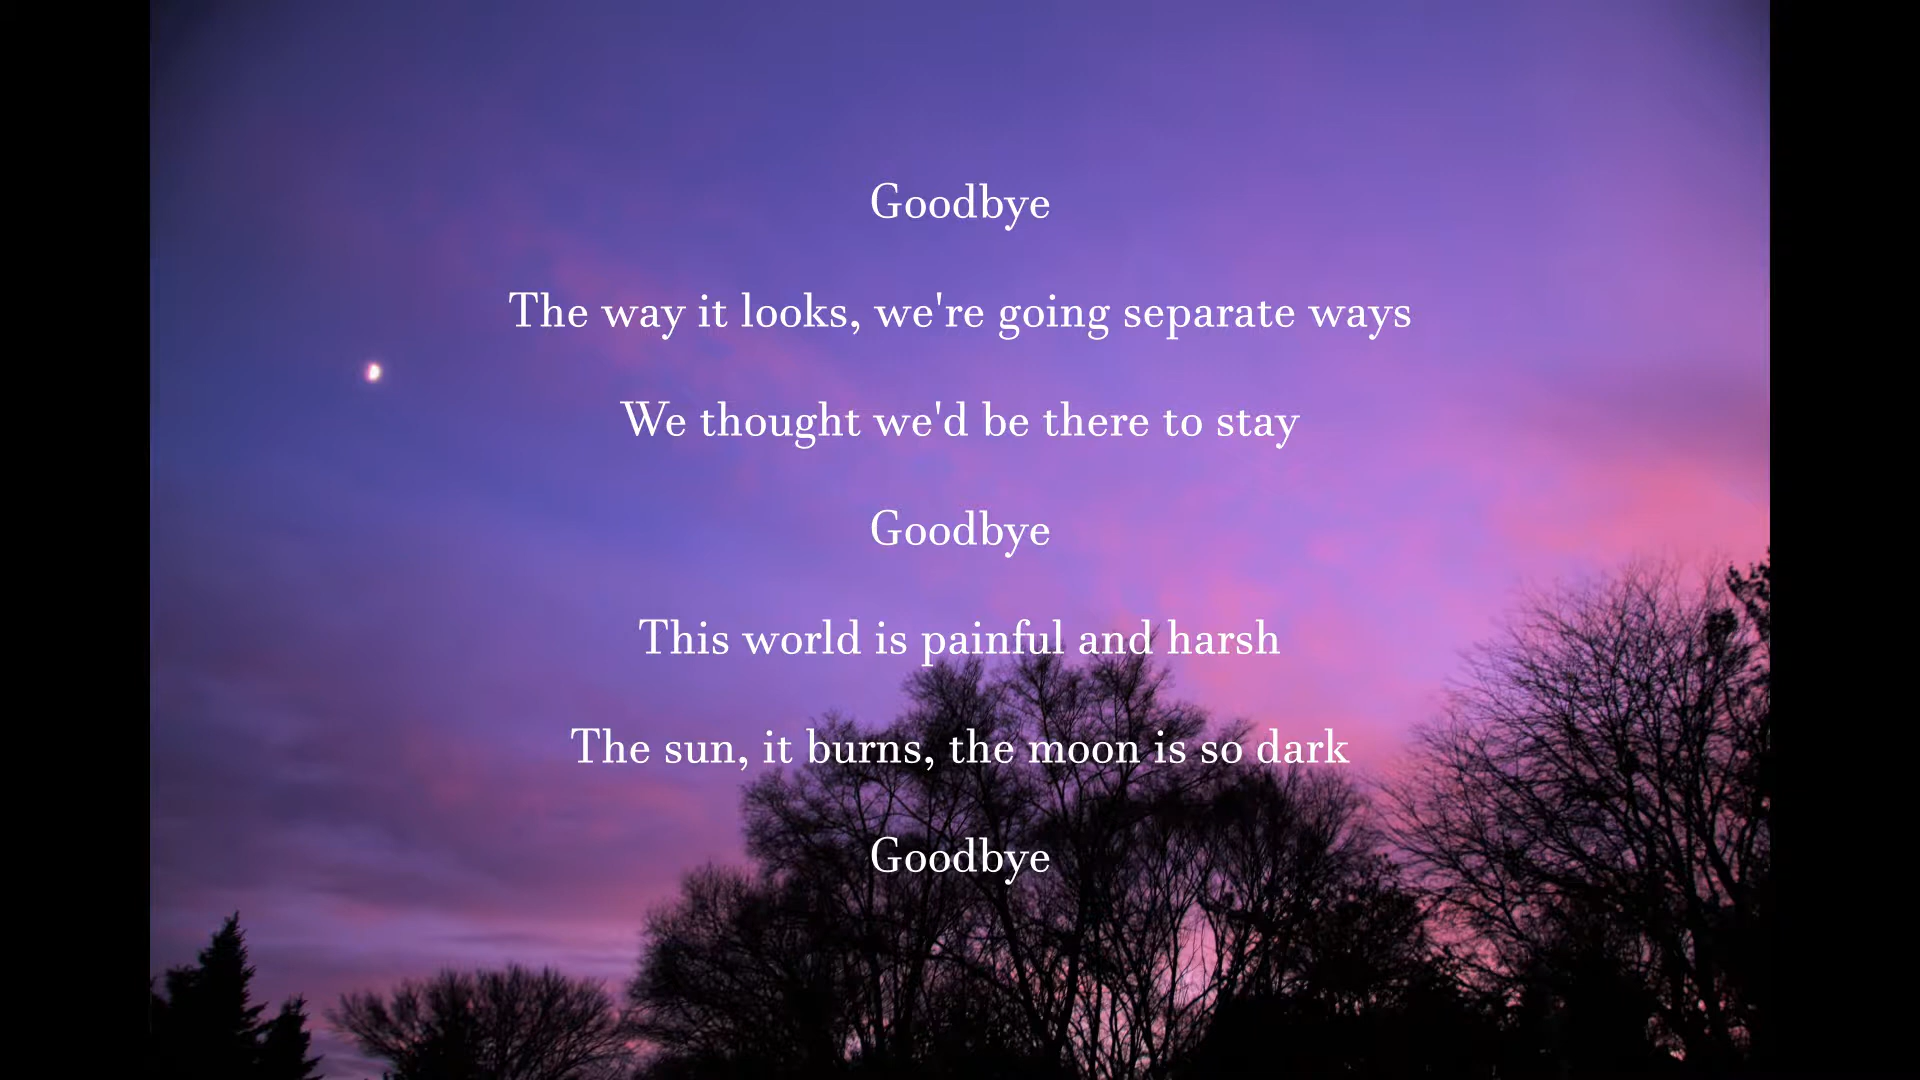 Goodbye
The way it looks, we're going separate ways
We thought we'd be there to stay
Goodbye
This world is painful and harsh
The sun, it burns, the moon is so dark
Goodbye